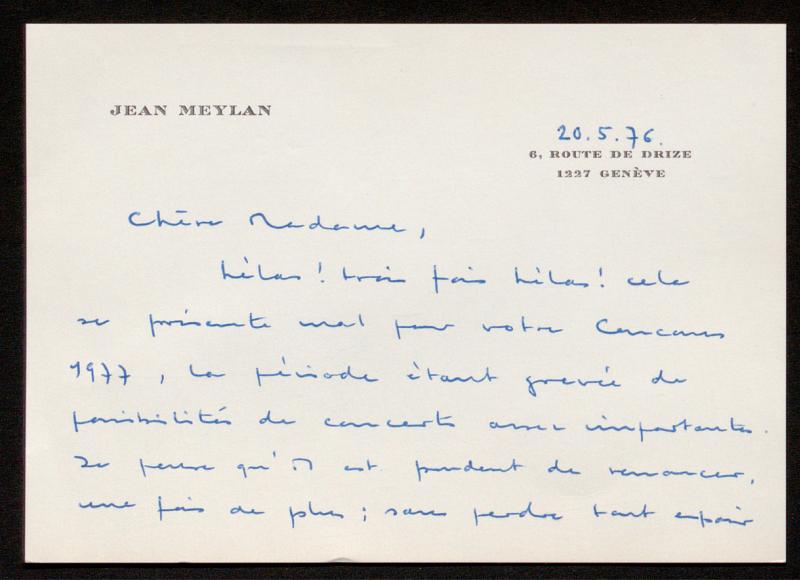 JEAN MEYLAN
20.5.76.
6, ROUTE DE DRIZE
1227 GENÈVE
Chère Madame,
hélas! trois fois hélas! cela
se présente mal pour votre Concours
1977, la période étant grevée de
possibilités de concerts assez importantes.
Je pense qu'il est prudent de renoncer,
une fois de plus; sans perdre tout espoir